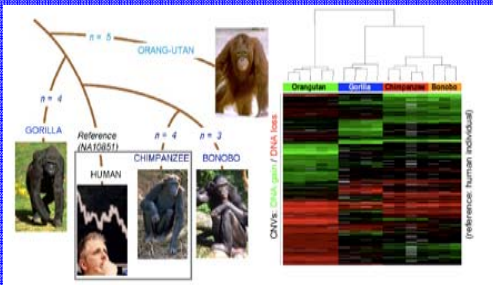 n = 5
ORANG-UTAN
n = 4
GORILLA
Reference
(NA10851)
HUMAN
n = 4
n = 3
CHIMPANZEE
BONOBO
Orangutan
Gorilla
Chimpanzee
Bonobo
CNVs: DNA gain / DNA loss
(reference: human individual)